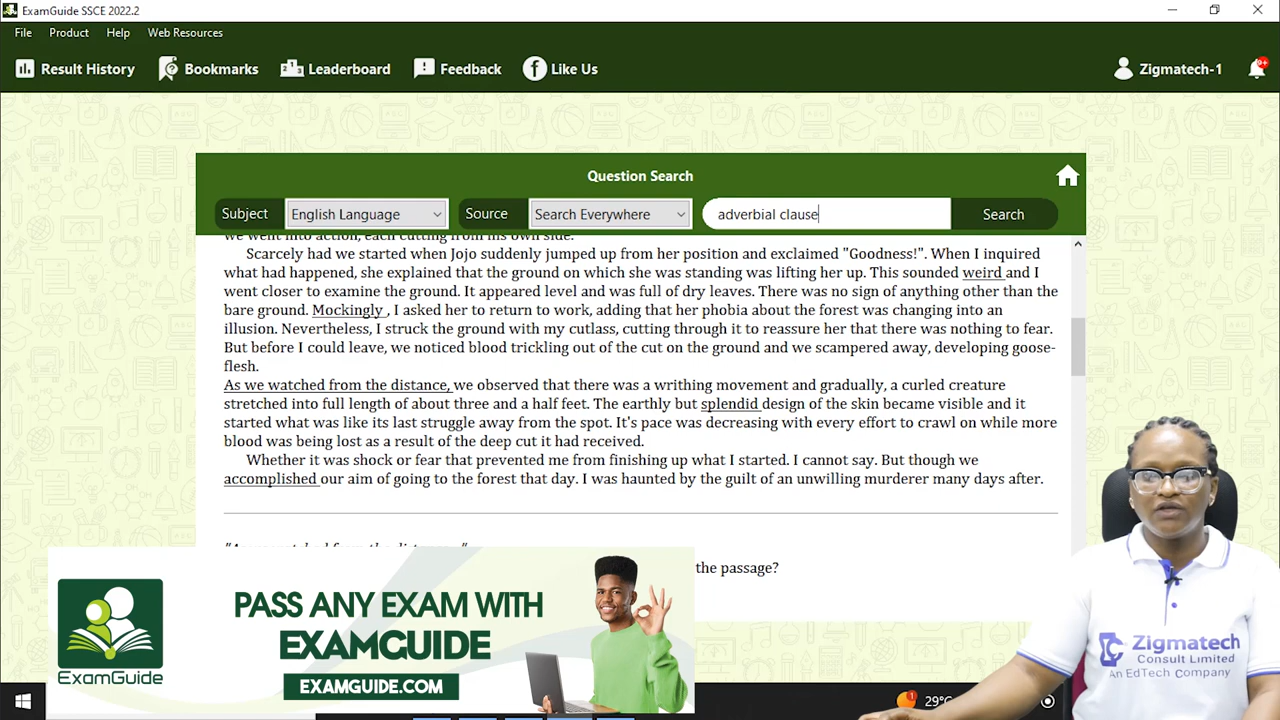 ExamGuide SSCE 2022.2
File Product Help Web Resources
Result History Bookmarks Leaderboard Feedback Like Us Zigmatech-1 9+
Question Search
Subject English Language Source Search Everywhere adverbial clause Search
we went into action, each cutting from his own side.
Scarcely had we started when Jojo suddenly jumped up from her position and exclaimed "Goodness!". When I inquired
what had happened, she explained that the ground on which she was standing was lifting her up. This sounded weird and I
went closer to examine the ground. It appeared level and was full of dry leaves. There was no sign of anything other than the
bare ground. Mockingly , I asked her to return to work, adding that her phobia about the forest was changing into an
illusion. Nevertheless, I struck the ground with my cutlass, cutting through it to reassure her that there was nothing to fear.
But before I could leave, we noticed blood trickling out of the cut on the ground and we scampered away, developing goose-
flesh.
As we watched from the distance, we observed that there was a writhing movement and gradually, a curled creature
stretched into full length of about three and a half feet. The earthly but splendid design of the skin became visible and it
started what was like its last struggle away from the spot. It's pace was decreasing with every effort to crawl on while more
blood was being lost as a result of the deep cut it had received.
Whether it was shock or fear that prevented me from finishing up what I started. I cannot say. But though we
accomplished our aim of going to the forest that day. I was haunted by the guilt of an unwilling murderer many days after.
the passage?
PASS ANY EXAM WITH
EXAMGUIDE
EXAMGUIDE.COM
ExamGuide
Zigmatech
Consult Limited
An EdTech Company
1
29°C